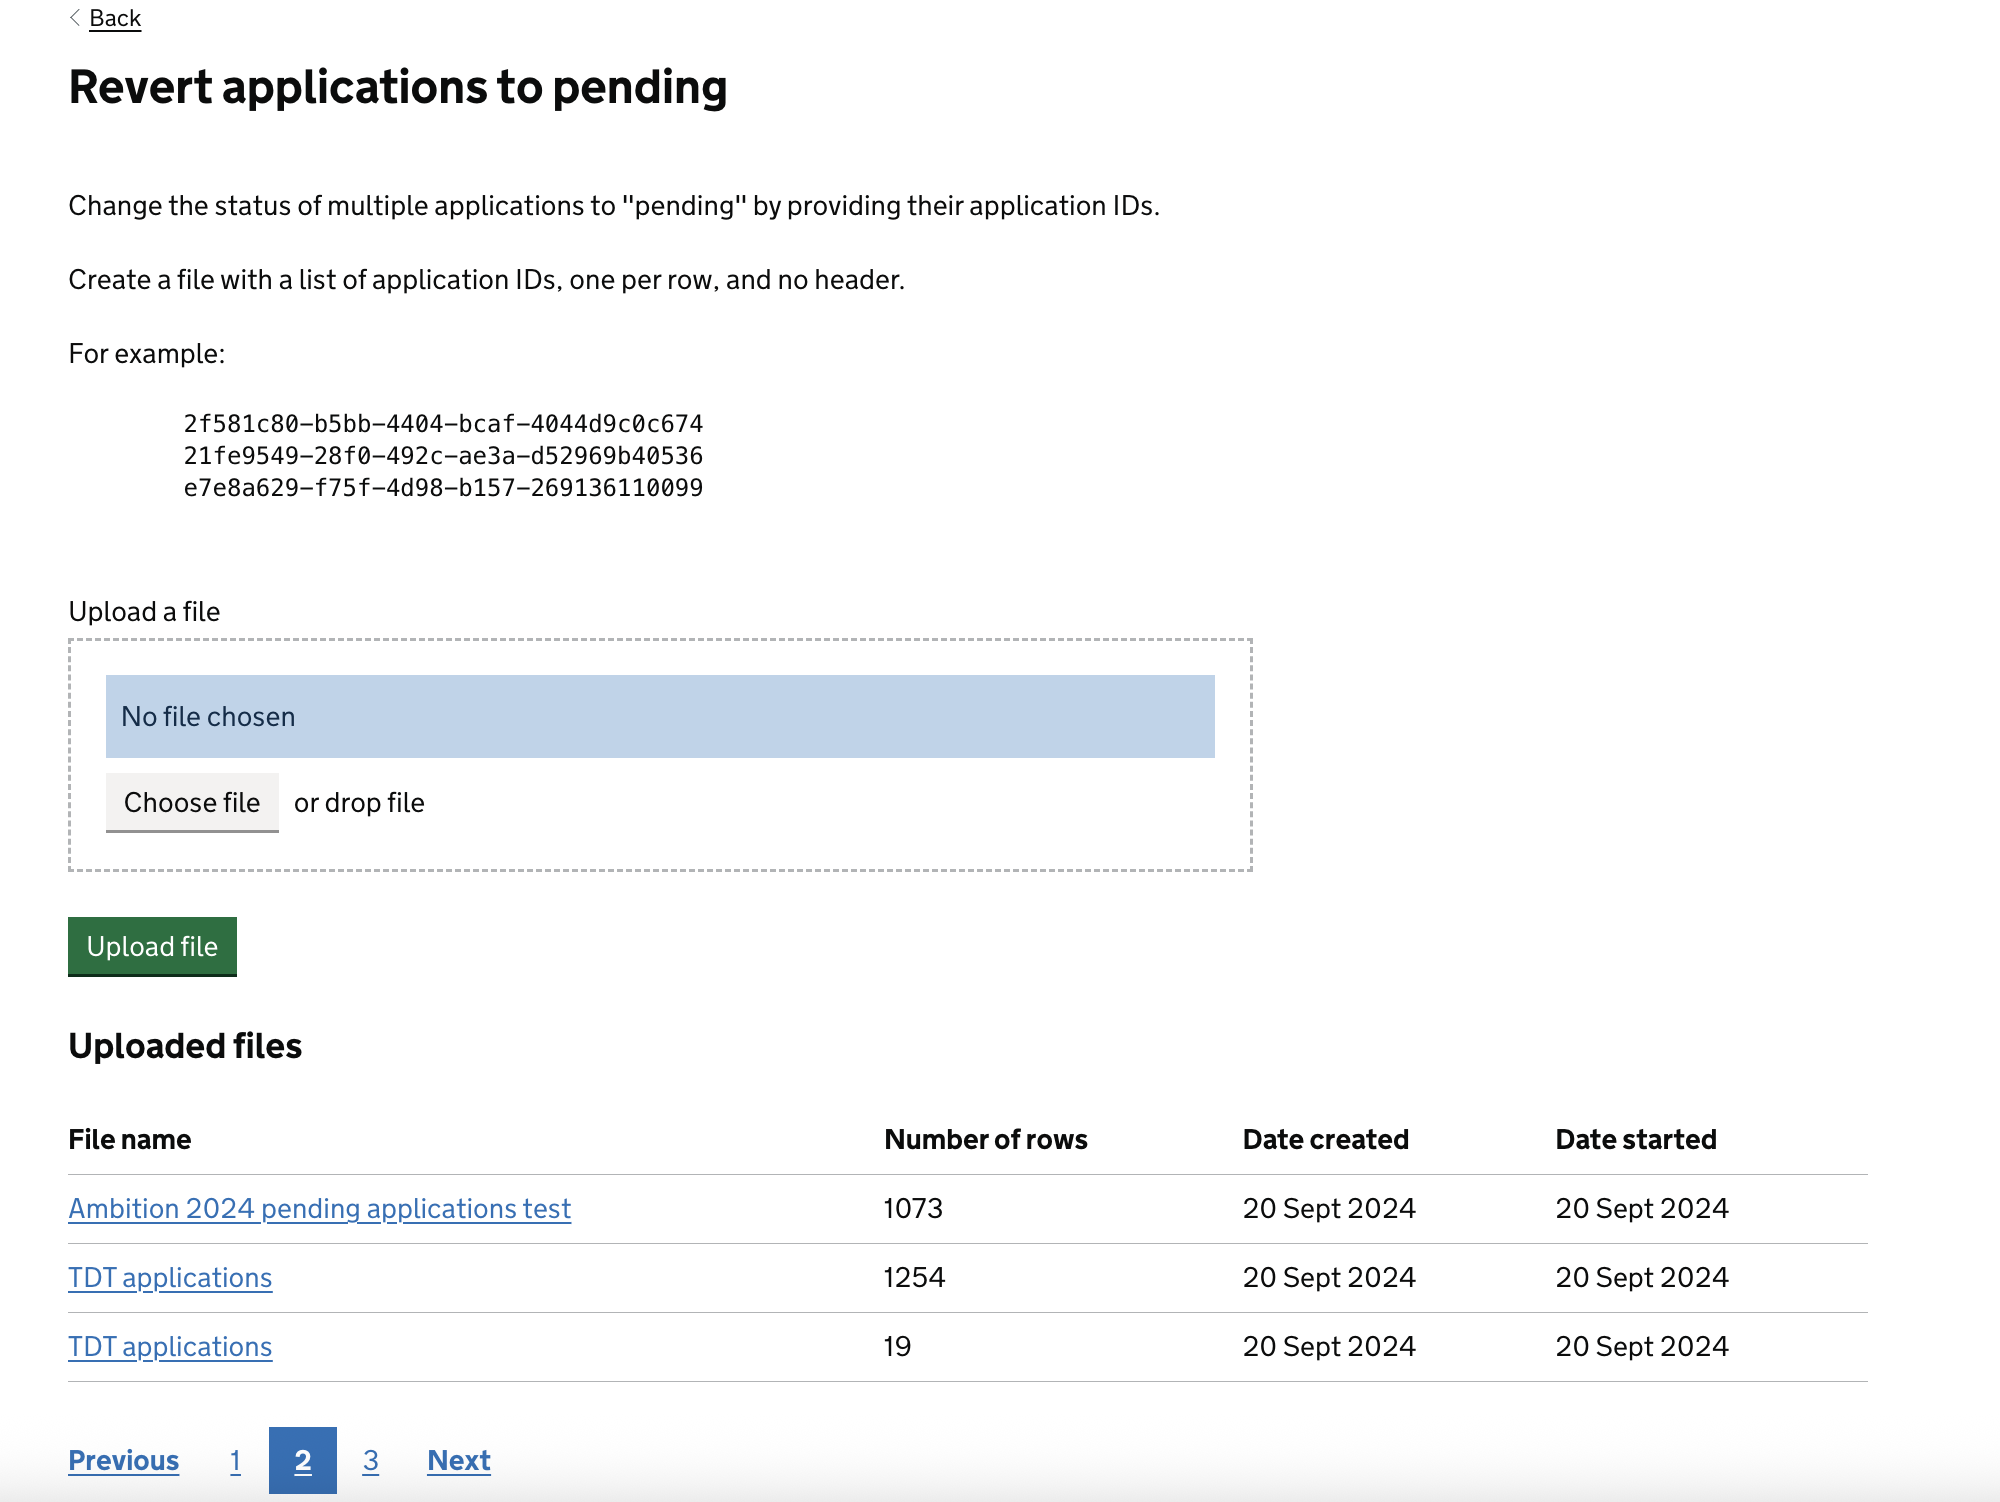 Back
Revert applications to pending
Change the status of multiple applications to "pending" by providing their application IDs.
Create a file with a list of application IDs, one per row, and no header.
For example:
2f581c80-b5bb-4404-bcaf-4044d9c0c674
21fe9549-28f0-492c-ae3a-d52969b40536
e7e8a629-f75f-4d98-b157-269136110099
Upload a file
No file chosen
Choose file or drop file
Upload file
Uploaded files
File name Number of rows Date created Date started
Ambition 2024 pending applications test 1073 20 Sept 2024 20 Sept 2024
TDT applications 1254 20 Sept 2024 20 Sept 2024
TDT applications 19 20 Sept 2024 20 Sept 2024
Previous 1 2 3 Next